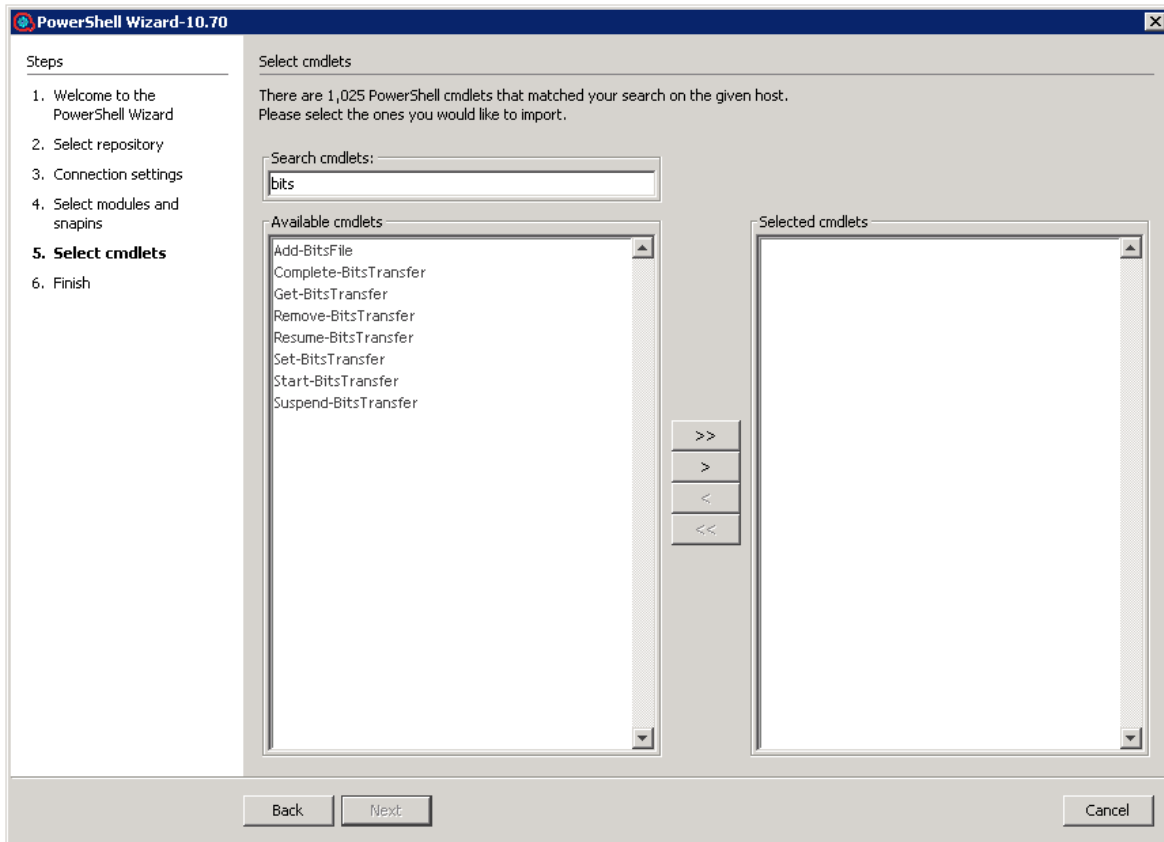 PowerShell Wizard-10.70
Steps
1. Welcome to the
PowerShell Wizard
2. Select repository
3. Connection settings
4. Select modules and
snapins
5. Select cmdlets
6. Finish
Select cmdlets
There are 1,025 PowerShell cmdlets that matched your search on the given host.
Please select the ones you would like to import.
Search cmdlets:
bits
Available cmdlets
Add-BitsFile
Complete-BitsTransfer
Get-BitsTransfer
Remove-BitsTransfer
Resume-BitsTransfer
Set-BitsTransfer
Start-BitsTransfer
Suspend-BitsTransfer
>>
>
<
<<
Selected cmdlets
Back
Next
Cancel